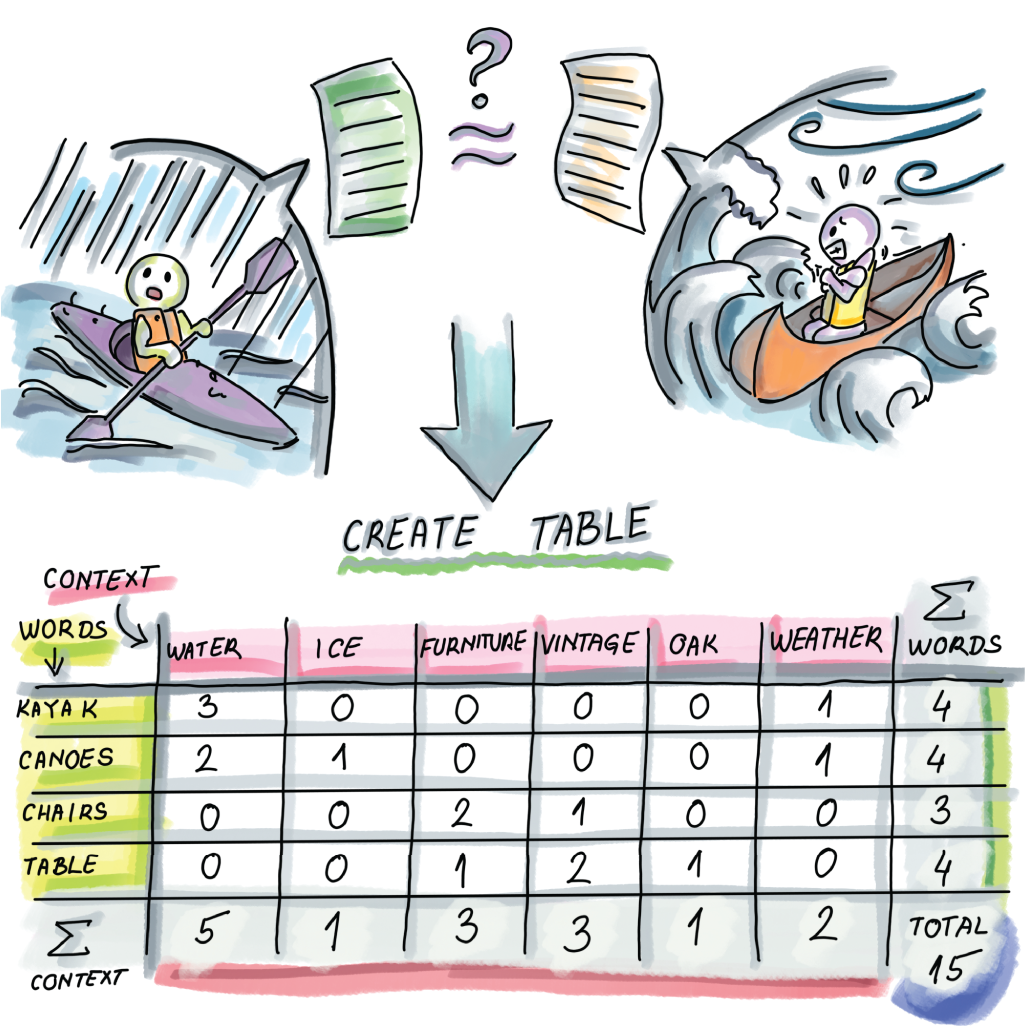 ?
≈
CREATE TABLE
CONTEXT
WORDS
WATER ICE FURNITURE VINTAGE OAK WEATHER Σ WORDS
KAYAK 3 0 0 0 0 1 4
CANOES 2 1 0 0 0 1 4
CHAIRS 0 0 2 1 0 0 3
TABLE 0 0 1 2 1 0 4
Σ CONTEXT 5 1 3 3 1 2 TOTAL 15